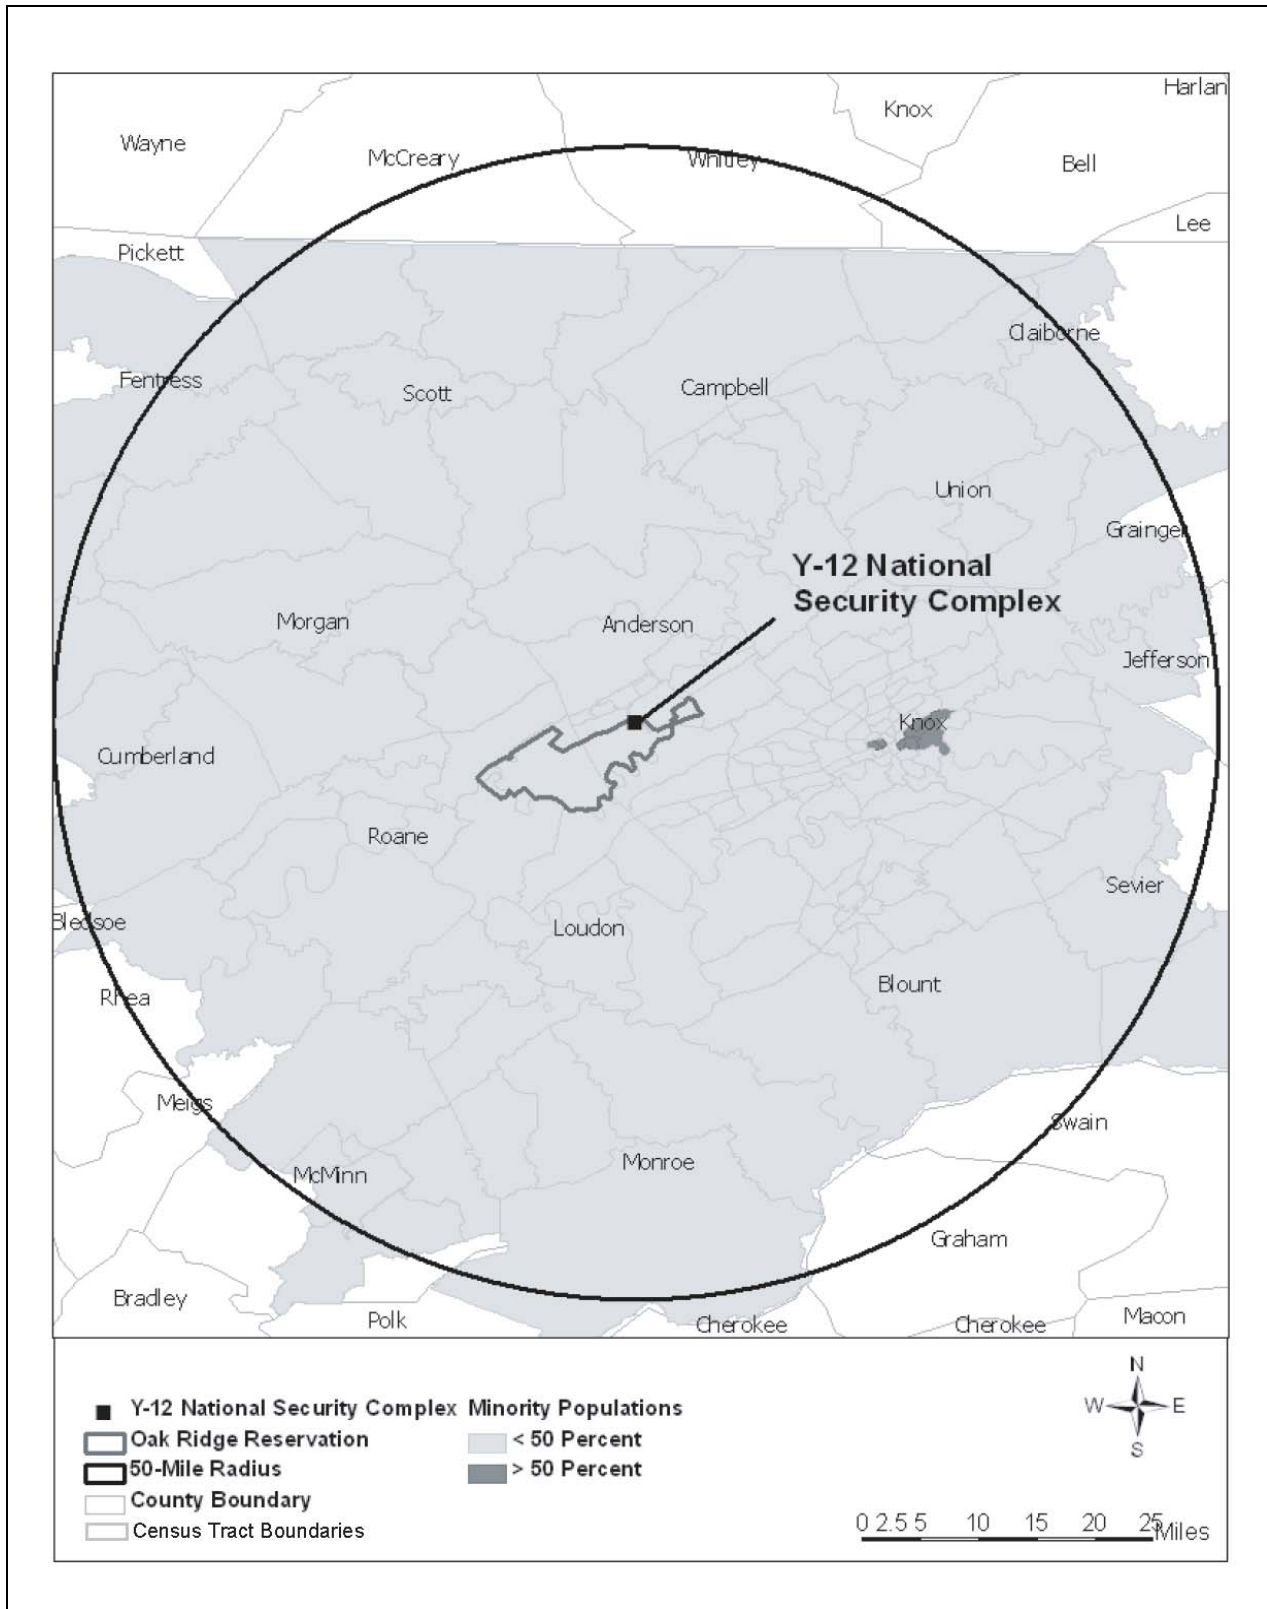 Harlan
Knox
Wayne
McCreary
Whitley
Bell
Lee
Pickett
Claiborne
Fentress
Scott
Campbell
Union
Grainger
Y-12 National
Security Complex
Morgan
Anderson
Jefferson
Knox
Cumberland
Roane
Sevier
Bledsoe
Loudon
Blount
Rhea
Meigs
Swain
McMinn
Monroe
Graham
Bradley
Polk
Cherokee
Cherokee
Macon
Y-12 National Security Complex
Oak Ridge Reservation
50-Mile Radius
County Boundary
Census Tract Boundaries
Minority Populations
< 50 Percent
> 50 Percent
N
W E
S
0 2.5 5 10 15 20 25 Miles